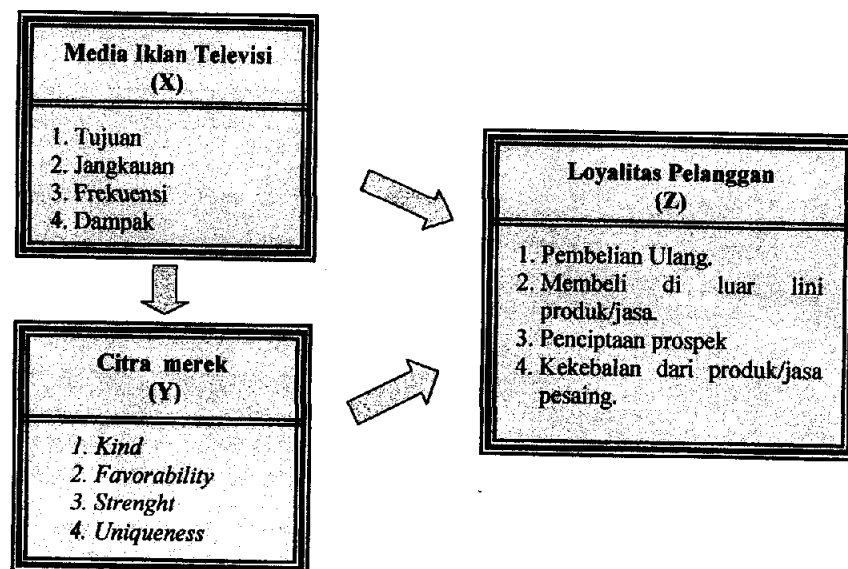 Media Iklan Televisi
(X)
1. Tujuan
2. Jangkauan
3. Frekuensi
4. Dampak
Citra merek
(Y)
1. Kind
2. Favorability
3. Strenght
4. Uniqueness
Loyalitas Pelanggan
(Z)
1. Pembelian Ulang.
2. Membeli di luar lini
produk/jasa.
3. Penciptaan prospek
4. Kekebalan dari produk/jasa
pesaing.